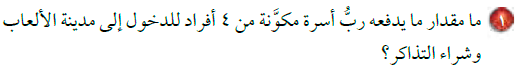 ١ ما مقدار ما يدفعه ربُّ أسرة مكوَّنة من ٤ أفراد للدخول إلى مدينة الألعاب
وشراء التذاكر؟